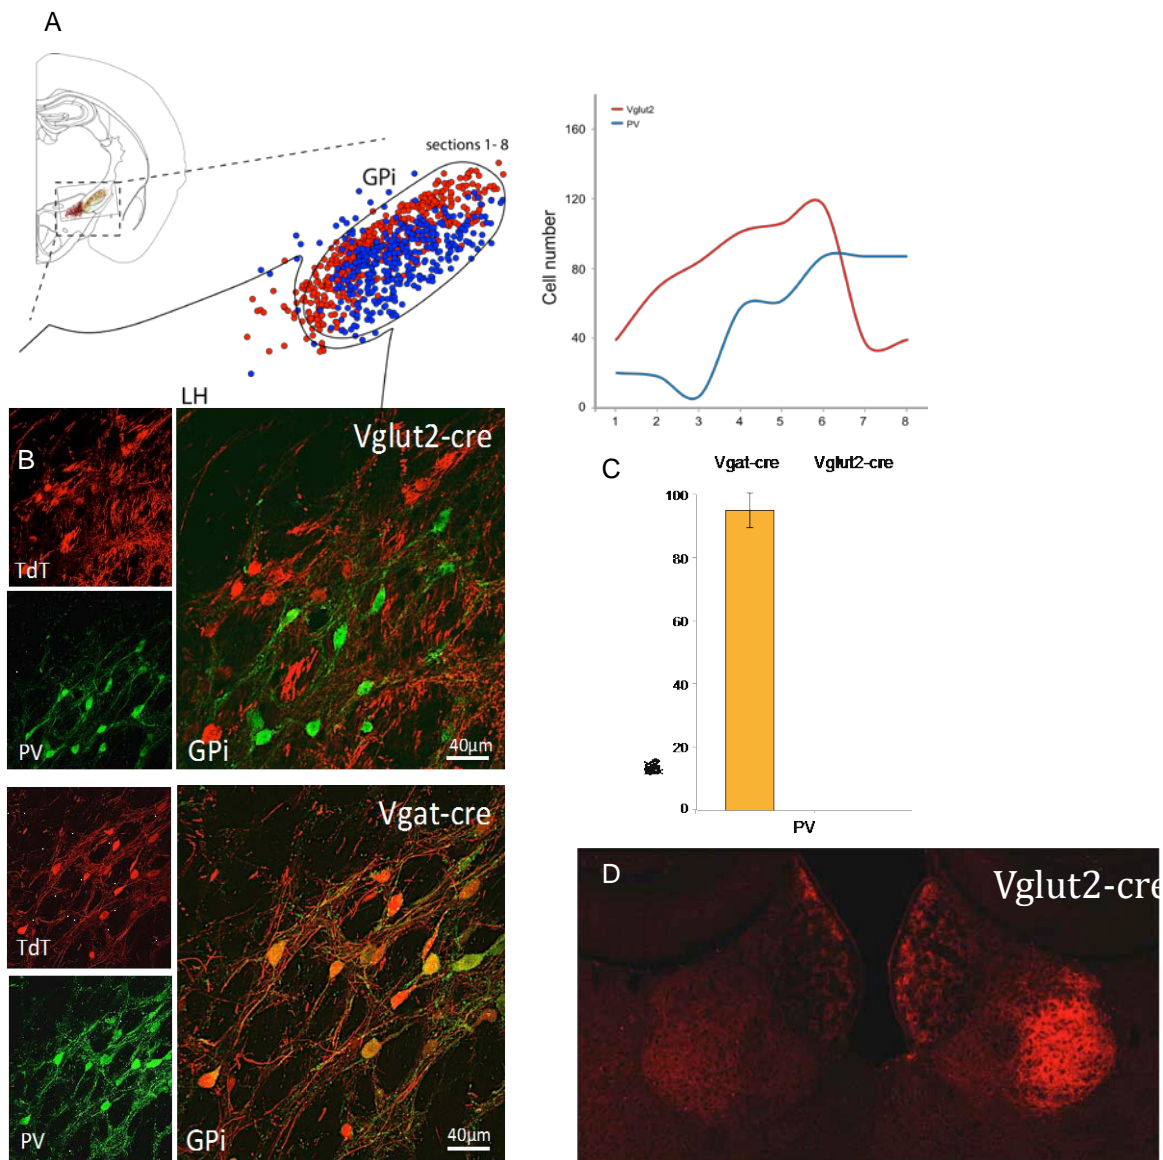 A
sections 1- 8
GPi
LH
Vglut2
PV
160
120
80
40
0
Cell number
1 2 3 4 5 6 7 8
B
TdT
PV
Vglut2-cre
GPi
40µm
TdT
PV
Vgat-cre
GPi
40µm
C
Vgat-cre Vglut2-cre
100
80
60
40
20
0
PV
D
Vglut2-cre